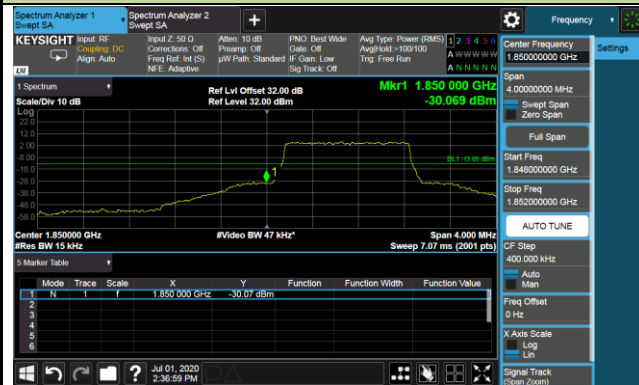 Spectrum Analyzer 1
Swept SA
Spectrum Analyzer 2
Swept SA
+
Frequency
KEYSIGHT
Input: RF
Coupling: DC
Align: Auto
Input Z: 50 Ω
Corrections: Off
Freq Ref: Int (S)
NFE: Adaptive
Atten: 10 dB
Preamp: Off
µW Path: Standard
PNO: Best Wide
Gate: Off
IF Gain: Low
Sig Track: Off
Avg Type: Power (RMS)
Avg|Hold >100/100
Trig: Free Run
1 2 3 4 5 6
A W W W W W
A N N N N N
LXI
1 Spectrum
Scale/Div 10 dB
Ref Lvl Offset 32.00 dB
Ref Level 32.00 dBm
Mkr1 1.850 000 GHz
-30.069 dBm
Log
22.0
12.0
2.00
-8.00
-18.0
-28.0
-38.0
-48.0
-58.0
DL1 -13.00 dBm
1
Center 1.850000 GHz
#Res BW 15 kHz
#Video BW 47 kHz*
Span 4.000 MHz
Sweep 7.07 ms (2001 pts)
5 Marker Table
Mode Trace Scale X Y Function Function Width Function Value
1 N 1 f 1.850 000 GHz -30.07 dBm
2
3
4
5
6
Jul 01, 2020
2:36:59 PM
Center Frequency
1.850000000 GHz
Settings
Span
4.00000000 MHz
Swept Span
Zero Span
Full Span
Start Freq
1.848000000 GHz
Stop Freq
1.852000000 GHz
AUTO TUNE
CF Step
400.000 kHz
Auto
Man
Freq Offset
0 Hz
X Axis Scale
Log
Lin
Signal Track
(Span Zoom)